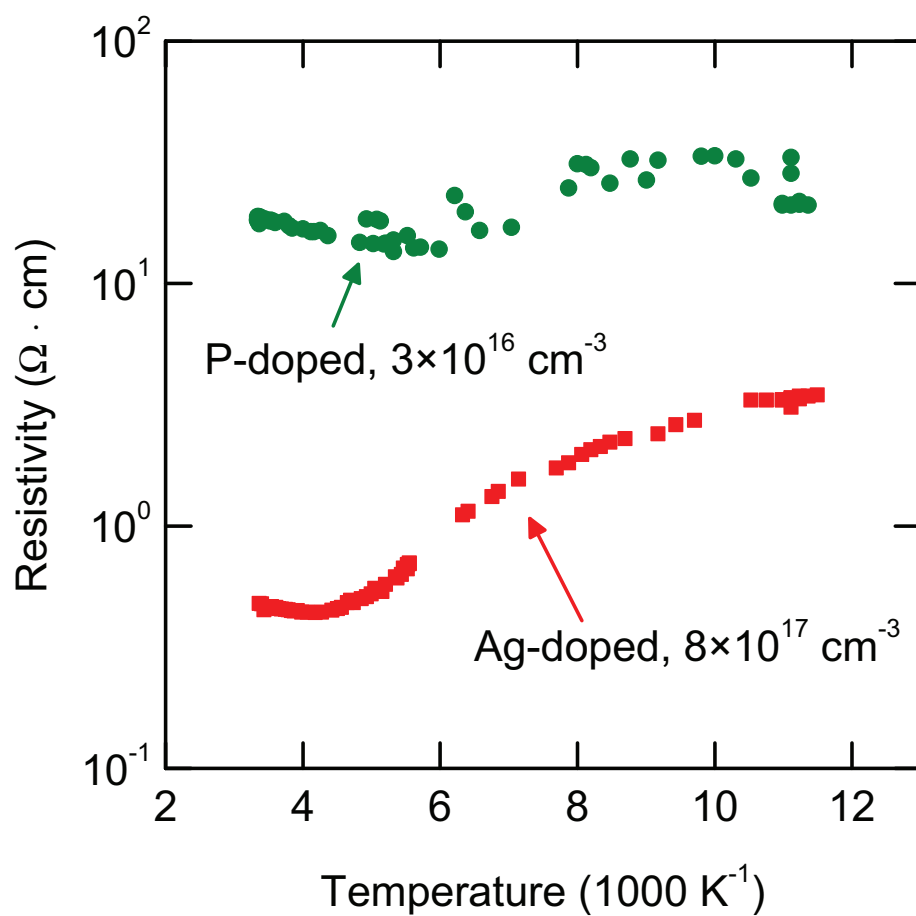 10²
10¹
10⁰
10⁻¹
Resistivity (Ω · cm)
P-doped, 3×10¹⁶ cm⁻³
Ag-doped, 8×10¹⁷ cm⁻³
2 4 6 8 10 12
Temperature (1000 K⁻¹)